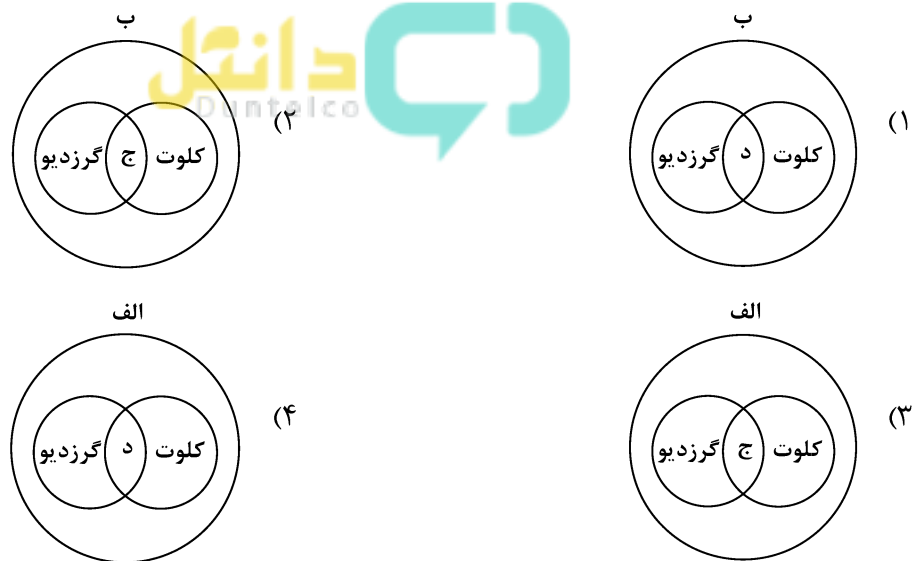 ب
۱)
گرزدیو د کلوت
ب
۲)
گرزدیو ج کلوت
دانتل
Duntelco
الف
۳)
گرزدیو ج کلوت
الف
۴)
گرزدیو د کلوت